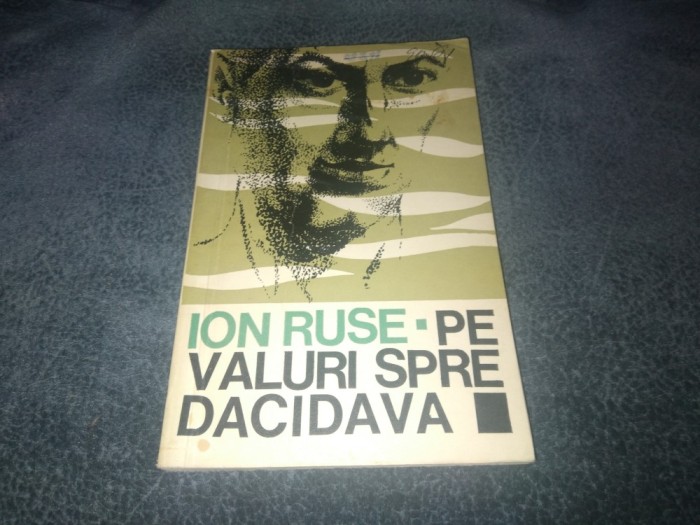 ION RUSE ▪ PE
VALURI SPRE
DACIDAVA ■